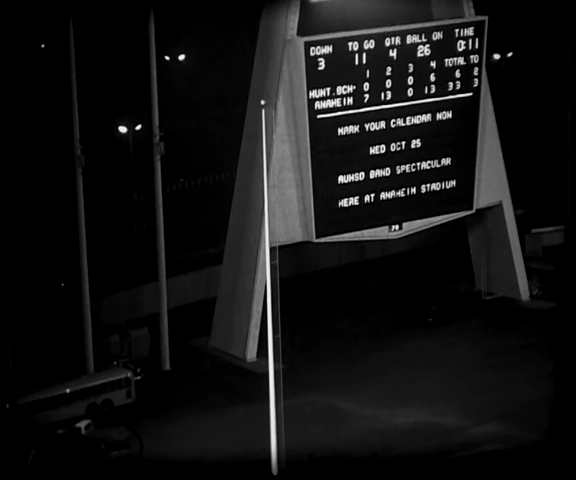 DOWN TO GO QTR BALL ON TIME
3 11 4 26 0:11
1 2 3 4 TOTAL TO
HUNT. BCH. 0 0 0 6 6 2
ANAHEIM 7 13 0 13 33 3
MARK YOUR CALENDAR NOW
WED OCT 25
AUHSD BAND SPECTACULAR
HERE AT ANAHEIM STADIUM
70